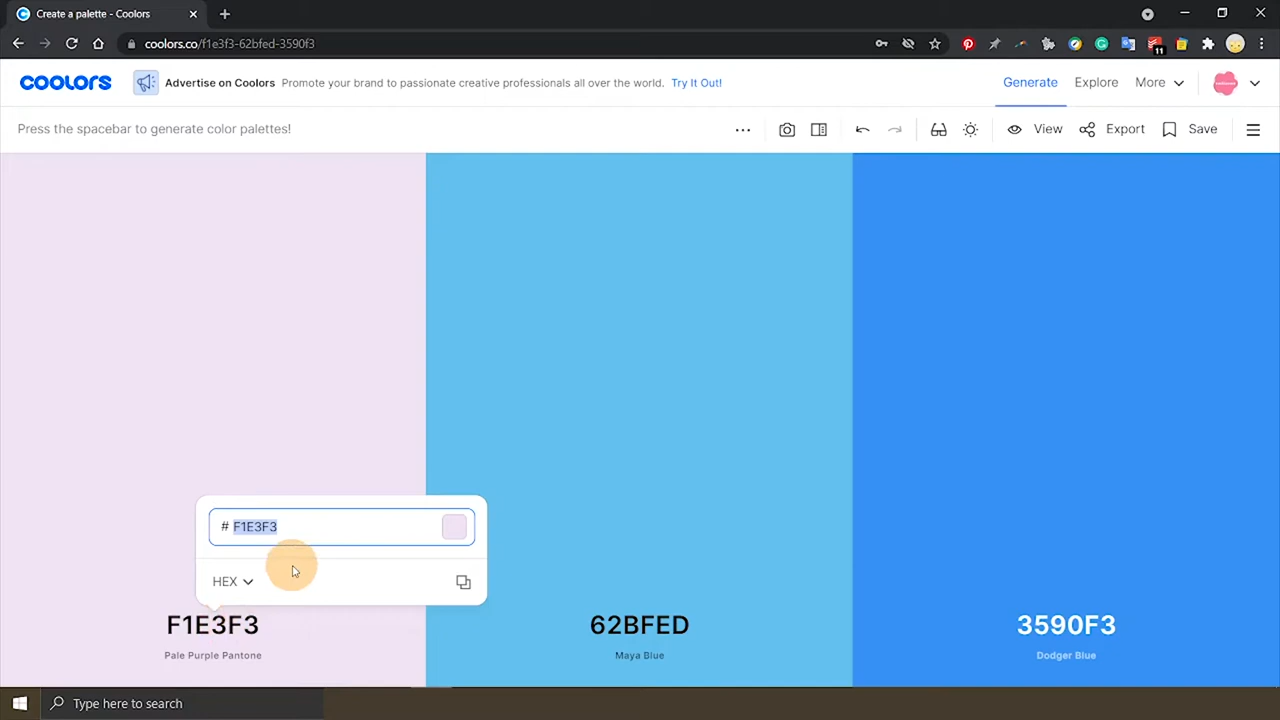 Create a palette - Coolors
coolors.co/f1e3f3-62bfed-3590f3
11
coolors
Advertise on Coolors Promote your brand to passionate creative professionals all over the world. Try It Out!
Generate Explore More
Press the spacebar to generate color palettes!
View Export Save
# F1E3F3
HEX
F1E3F3
Pale Purple Pantone
62BFED
Maya Blue
3590F3
Dodger Blue
Type here to search